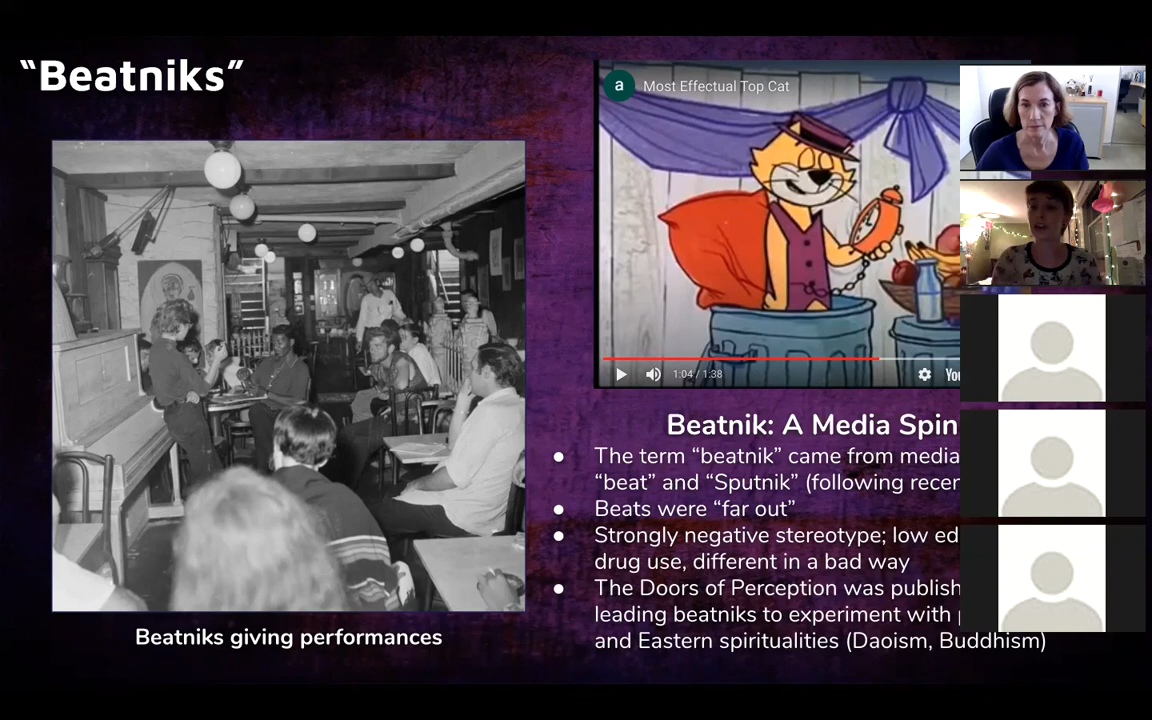 “Beatniks”
a
Most Effectual Top Cat
1:04 / 1:38
Beatniks giving performances
Beatnik: A Media Spin
● The term “beatnik” came from media
“beat” and “Sputnik” (following recen
● Beats were “far out”
● Strongly negative stereotype; low ed
drug use, different in a bad way
● The Doors of Perception was publish
leading beatniks to experiment with
and Eastern spiritualities (Daoism, Buddhism)